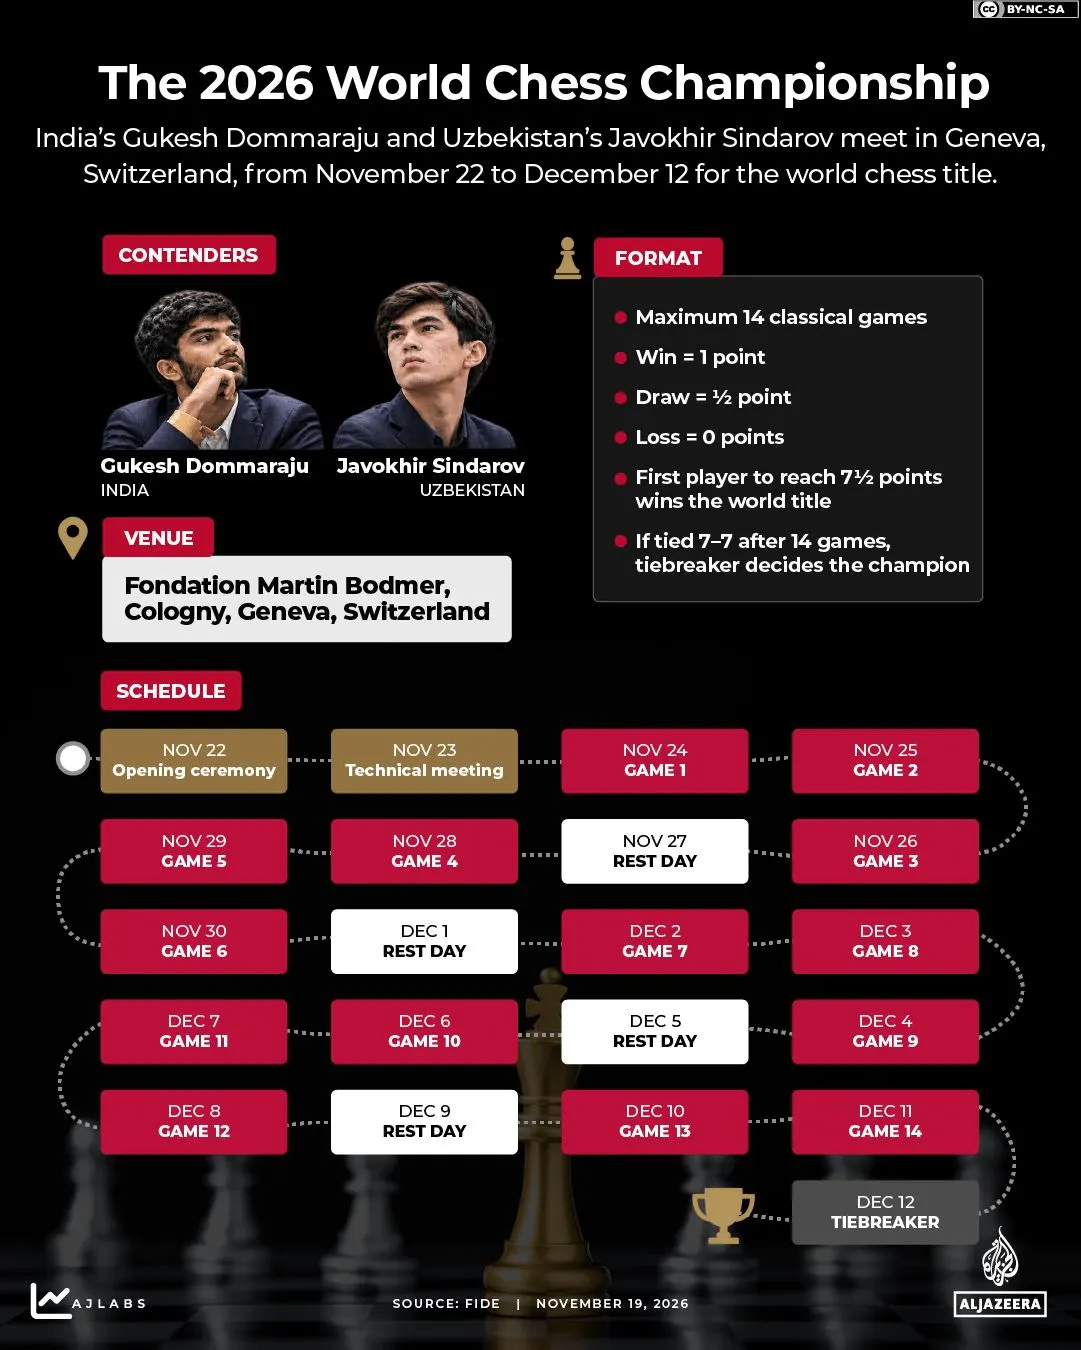 BY-NC-SA
The 2026 World Chess Championship
India's Gukesh Dommaraju and Uzbekistan's Javokhir Sindarov meet in Geneva,
Switzerland, from November 22 to December 12 for the world chess title.
CONTENDERS
Gukesh Dommaraju
INDIA
Javokhir Sindarov
UZBEKISTAN
VENUE
Fondation Martin Bodmer,
Cologny, Geneva, Switzerland
FORMAT
Maximum 14 classical games
Win = 1 point
Draw = ½ point
Loss = 0 points
First player to reach 7½ points
wins the world title
If tied 7–7 after 14 games,
tiebreaker decides the champion
SCHEDULE
NOV 22
Opening ceremony
NOV 23
Technical meeting
NOV 24
GAME 1
NOV 25
GAME 2
NOV 26
GAME 3
NOV 27
REST DAY
NOV 28
GAME 4
NOV 29
GAME 5
NOV 30
GAME 6
DEC 1
REST DAY
DEC 2
GAME 7
DEC 3
GAME 8
DEC 4
GAME 9
DEC 5
REST DAY
DEC 6
GAME 10
DEC 7
GAME 11
DEC 8
GAME 12
DEC 9
REST DAY
DEC 10
GAME 13
DEC 11
GAME 14
DEC 12
TIEBREAKER
AJLABS
SOURCE: FIDE | NOVEMBER 19, 2026
ALJAZEERA